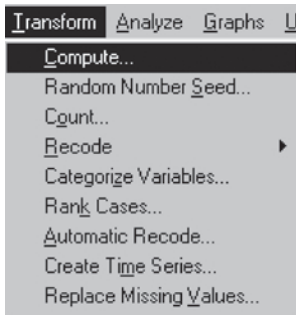 Transform Analyze Graphs
Compute...
Random Number Seed...
Count...
Recode
Categorize Variables...
Rank Cases...
Automatic Recode...
Create Time Series...
Replace Missing Values...